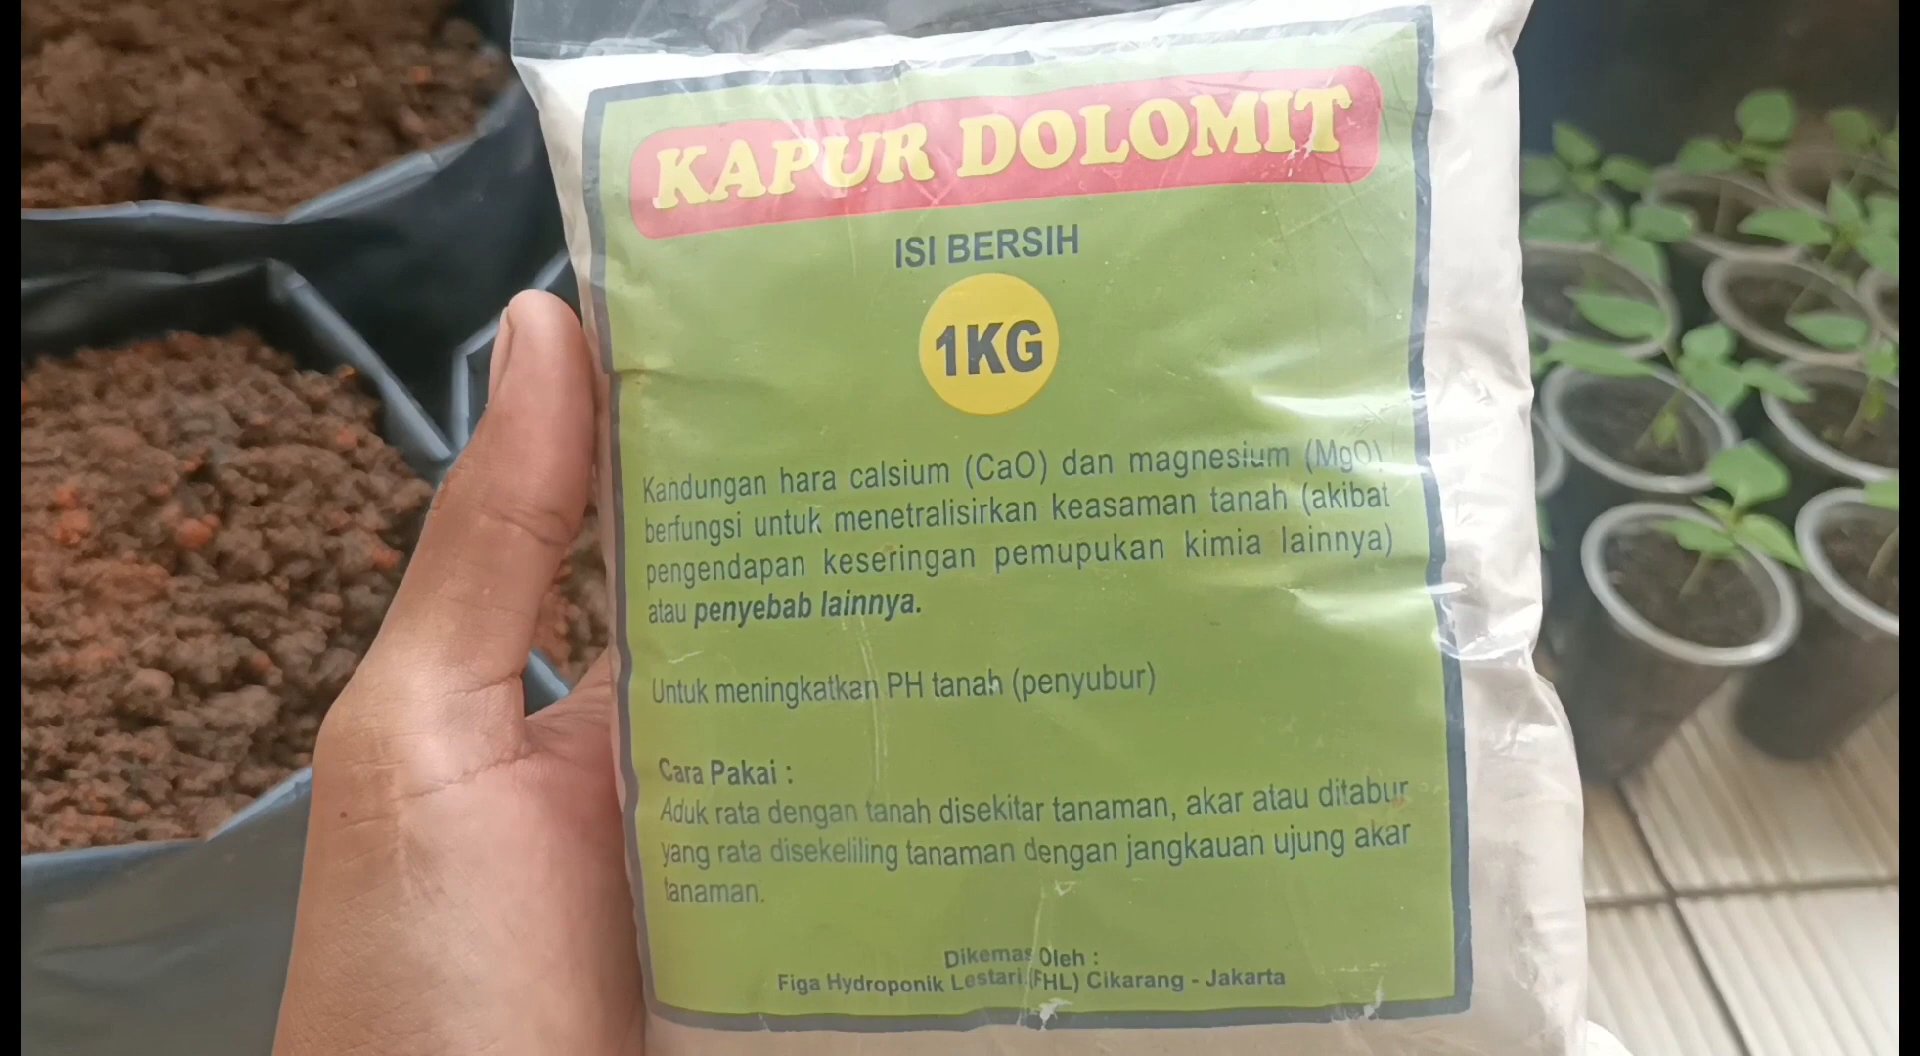 KAPUR DOLOMIT
ISI BERSIH
1KG
Kandungan hara calsium (CaO) dan magnesium (MgO)
berfungsi untuk menetralisirkan keasaman tanah (akibat
pengendapan keseringan pemupukan kimia lainnya)
atau penyebab lainnya.
Untuk meningkatkan PH tanah (penyubur)
Cara Pakai :
Aduk rata dengan tanah disekitar tanaman, akar atau ditabur
yang rata disekeliling tanaman dengan jangkauan ujung akar
tanaman.
Dikemas Oleh :
Figa Hydroponik Lestari (FHL) Cikarang - Jakarta